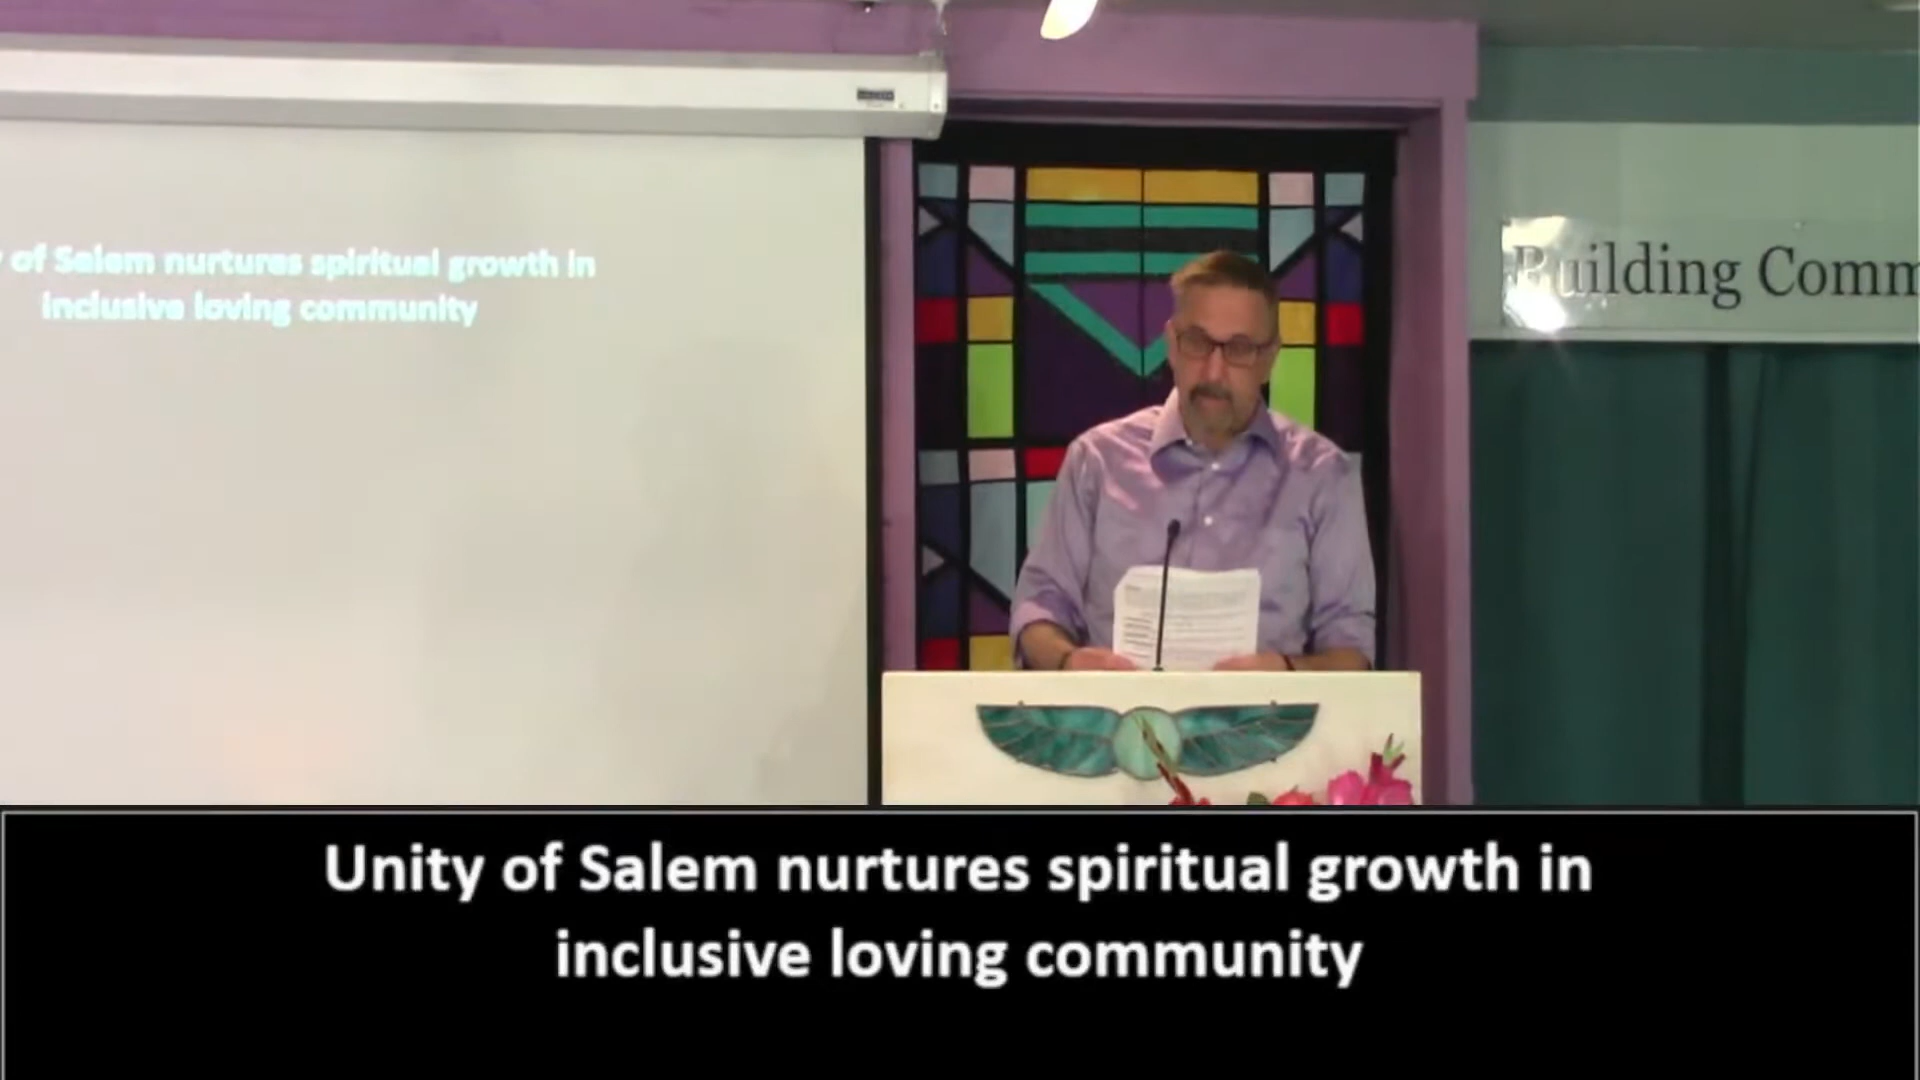 of Salem nurtures spiritual growth in
inclusive loving community
Building Comm
Unity of Salem nurtures spiritual growth in
inclusive loving community